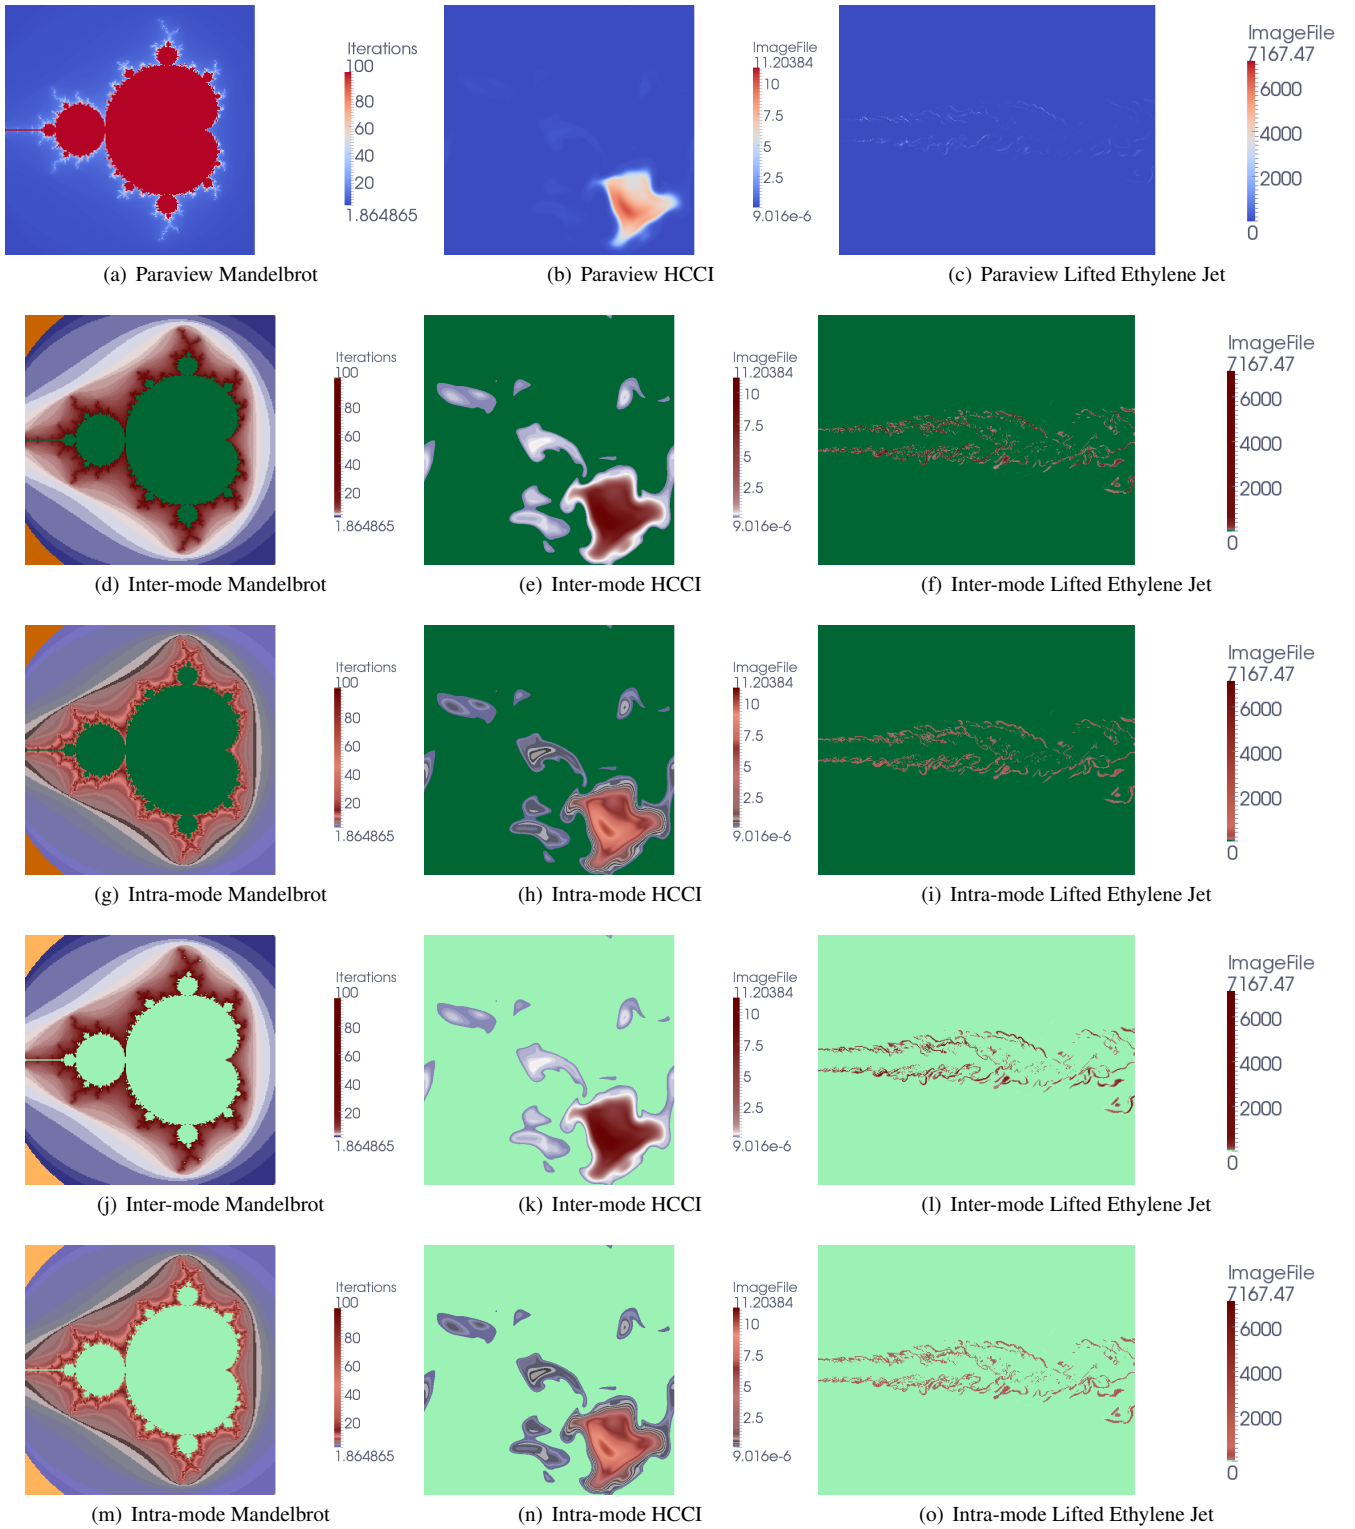 Iterations
100
80
60
40
20
1.864865
ImageFile
11.20384
10
7.5
5
2.5
9.016e-6
ImageFile
7167.47
6000
4000
2000
0
(a) Paraview Mandelbrot
(b) Paraview HCCI
(c) Paraview Lifted Ethylene Jet
Iterations
100
80
60
40
20
1.864865
ImageFile
11.20384
10
7.5
5
2.5
9.016e-6
ImageFile
7167.47
6000
4000
2000
0
(d) Inter-mode Mandelbrot
(e) Inter-mode HCCI
(f) Inter-mode Lifted Ethylene Jet
Iterations
100
80
60
40
20
1.864865
ImageFile
11.20384
10
7.5
5
2.5
9.016e-6
ImageFile
7167.47
6000
4000
2000
0
(g) Intra-mode Mandelbrot
(h) Intra-mode HCCI
(i) Intra-mode Lifted Ethylene Jet
Iterations
100
80
60
40
20
1.864865
ImageFile
11.20384
10
7.5
5
2.5
9.016e-6
ImageFile
7167.47
6000
4000
2000
0
(j) Inter-mode Mandelbrot
(k) Inter-mode HCCI
(l) Inter-mode Lifted Ethylene Jet
Iterations
100
80
60
40
20
1.864865
ImageFile
11.20384
10
7.5
5
2.5
9.016e-6
ImageFile
7167.47
6000
4000
2000
0
(m) Intra-mode Mandelbrot
(n) Intra-mode HCCI
(o) Intra-mode Lifted Ethylene Jet